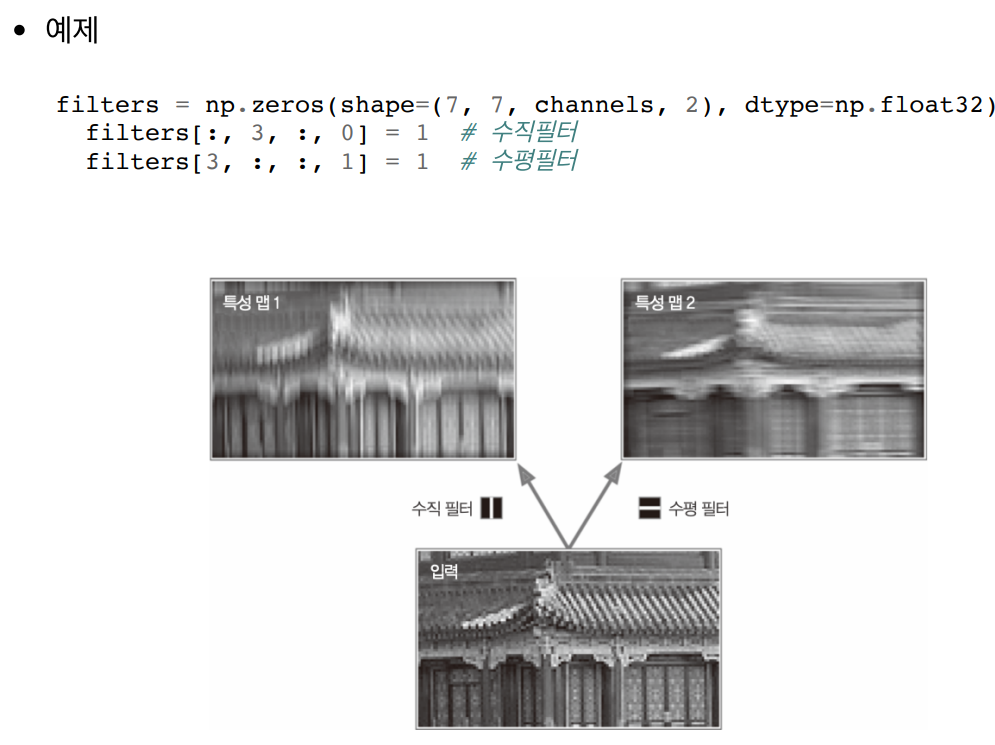 • 예제
filters = np.zeros(shape=(7, 7, channels, 2), dtype=np.float32)
filters[:, 3, :, 0] = 1  # 수직필터
filters[3, :, :, 1] = 1  # 수평필터
특성 맵 1
특성 맵 2
수직 필터
수평 필터
입력